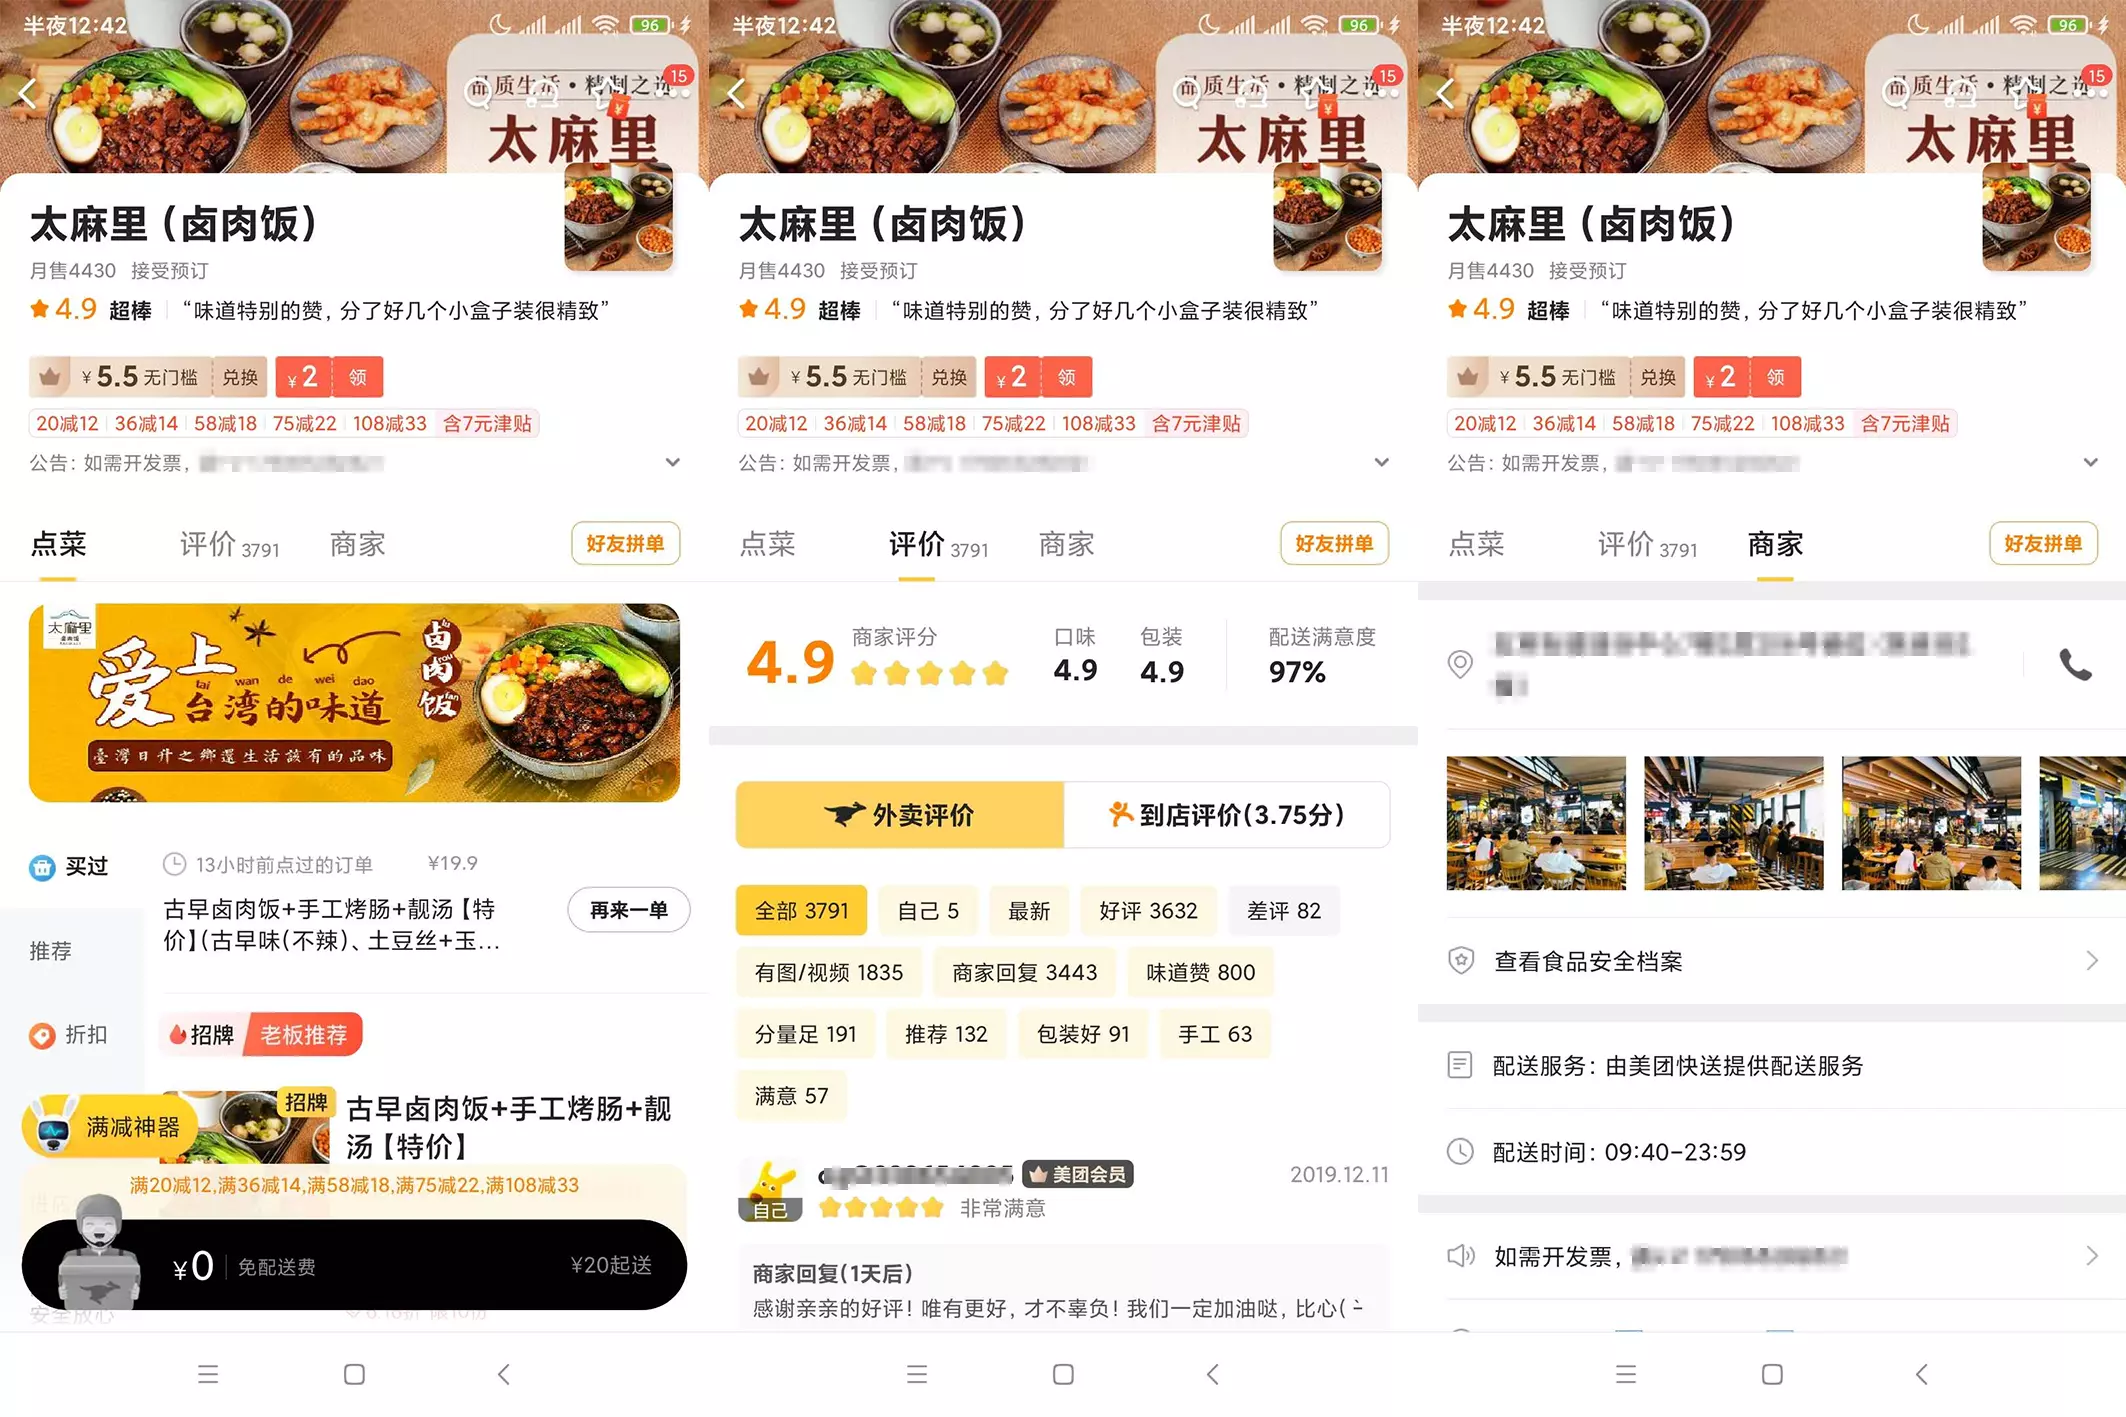 半夜12:42
96
品质生活·精制之选
15
太麻里
太麻里（卤肉饭）
月售4430 接受预订
4.9 超棒 “味道特别的赞，分了好几个小盒子装很精致”
¥5.5无门槛 兑换 ¥2 领
20减12 36减14 58减18 75减22 108减33 含7元津贴
公告：如需开发票，
点菜 评价 3791 商家 好友拼单
太麻里
卤肉饭
爱上
lai wan de wei dao
台湾的味道
卤肉饭
lu rou fan
臺灣日升之鄉還生活該有的品味
买过
13小时前点过的订单 ¥19.9
古早卤肉饭+手工烤肠+靓汤【特
价】（古早味(不辣)、土豆丝+玉...
再来一单
推荐
折扣
招牌 老板推荐
招牌
古早卤肉饭+手工烤肠+靓
汤【特价】
满减神器
满20减12,满36减14,满58减18,满75减22,满108减33
¥0 免配送费 ¥20起送
安全放心
半夜12:42
96
品质生活·精制之选
15
太麻里
太麻里（卤肉饭）
月售4430 接受预订
4.9 超棒 “味道特别的赞，分了好几个小盒子装很精致”
¥5.5无门槛 兑换 ¥2 领
20减12 36减14 58减18 75减22 108减33 含7元津贴
公告：如需开发票，
点菜 评价 3791 商家 好友拼单
4.9
商家评分 口味 包装 配送满意度
4.9 4.9 97%
外卖评价 到店评价(3.75分)
全部 3791 自己 5 最新 好评 3632 差评 82
有图/视频 1835 商家回复 3443 味道赞 800
分量足 191 推荐 132 包装好 91 手工 63
满意 57
美团会员 2019.12.11
自己 非常满意
商家回复(1天后)
感谢亲亲的好评！唯有更好，才不辜负！我们一定加油哒，比心(
半夜12:42
96
品质生活·精制之选
15
太麻里
太麻里（卤肉饭）
月售4430 接受预订
4.9 超棒 “味道特别的赞，分了好几个小盒子装很精致”
¥5.5无门槛 兑换 ¥2 领
20减12 36减14 58减18 75减22 108减33 含7元津贴
公告：如需开发票，
点菜 评价 3791 商家 好友拼单
查看食品安全档案
配送服务：由美团快送提供配送服务
配送时间：09:40-23:59
如需开发票，